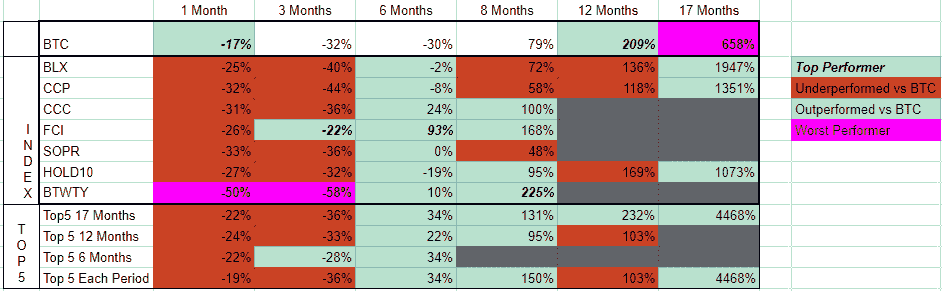 1 Month 3 Months 6 Months 8 Months 12 Months 17 Months
BTC -17% -32% -30% 79% 209% 658%
BLX -25% -40% -2% 72% 136% 1947%
CCP -32% -44% -8% 58% 118% 1351%
CCC -31% -36% 24% 100%
FCI -26% -22% 93% 168%
SOPR -33% -36% 0% 48%
HOLD10 -27% -32% -19% 95% 169% 1073%
BTWTY -50% -58% 10% 225%
INDEX
Top5 17 Months -22% -36% 34% 131% 232% 4468%
Top 5 12 Months -24% -33% 22% 95% 103%
Top 5 6 Months -22% -28% 34%
Top 5 Each Period -19% -36% 34% 150% 103% 4468%
TOP5
Top Performer
Underperformed vs BTC
Outperformed vs BTC
Worst Performer